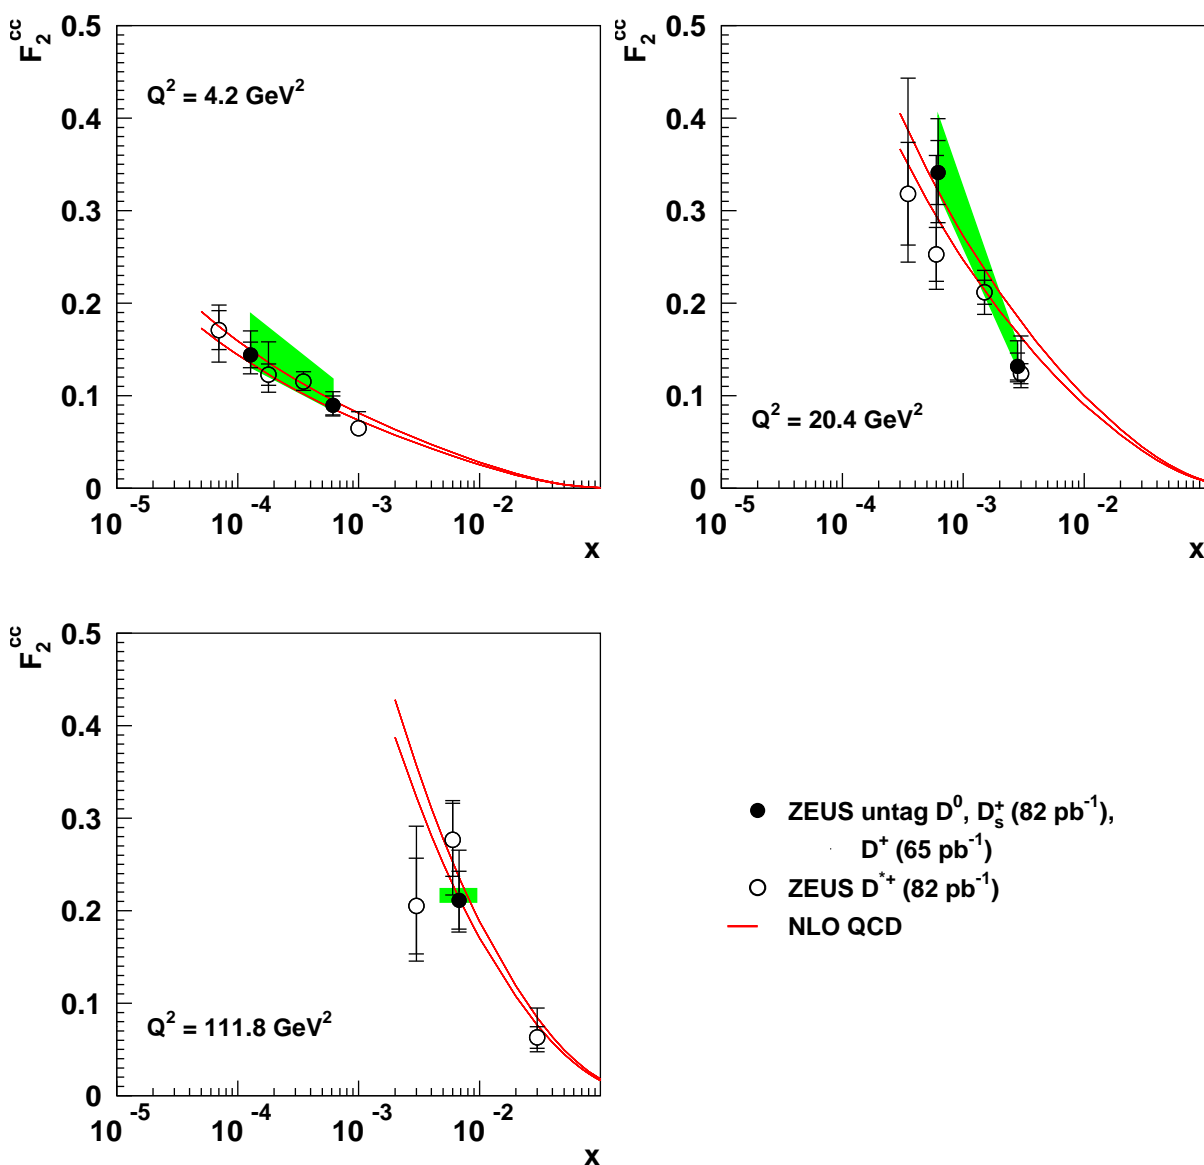 F₂ᶜᶜ
0.5
0.4
0.3
0.2
0.1
0
Q² = 4.2 GeV²
10⁻⁵ 10⁻⁴ 10⁻³ 10⁻²
x
F₂ᶜᶜ
0.5
0.4
0.3
0.2
0.1
0
Q² = 20.4 GeV²
10⁻⁵ 10⁻⁴ 10⁻³ 10⁻²
x
F₂ᶜᶜ
0.5
0.4
0.3
0.2
0.1
0
Q² = 111.8 GeV²
10⁻⁵ 10⁻⁴ 10⁻³ 10⁻²
x
ZEUS untag D⁰, Dₛ⁺ (82 pb⁻¹),
D⁺ (65 pb⁻¹)
ZEUS D*⁺ (82 pb⁻¹)
NLO QCD